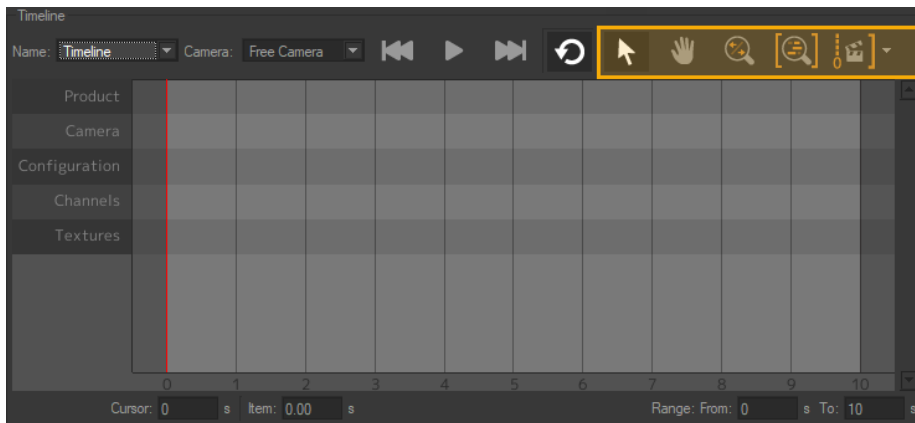 Timeline
Name: Timeline Camera: Free Camera
0
Product
Camera
Configuration
Channels
Textures
0 1 2 3 4 5 6 7 8 9 10
Cursor: 0 s Item: 0.00 s Range: From: 0 s To: 10 s